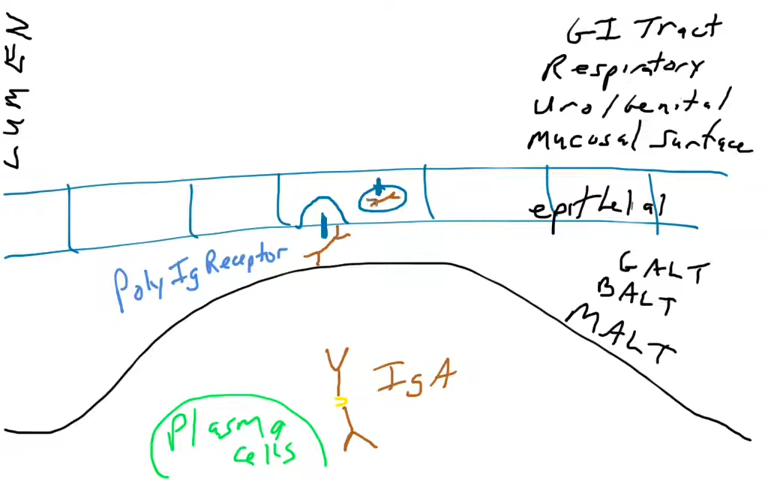 LUMEN
GI Tract
Respiratory
Uro/Genital
Mucosal Surface
epithelial
Poly Ig Receptor
GALT
BALT
MALT
IgA
Plasma
cells